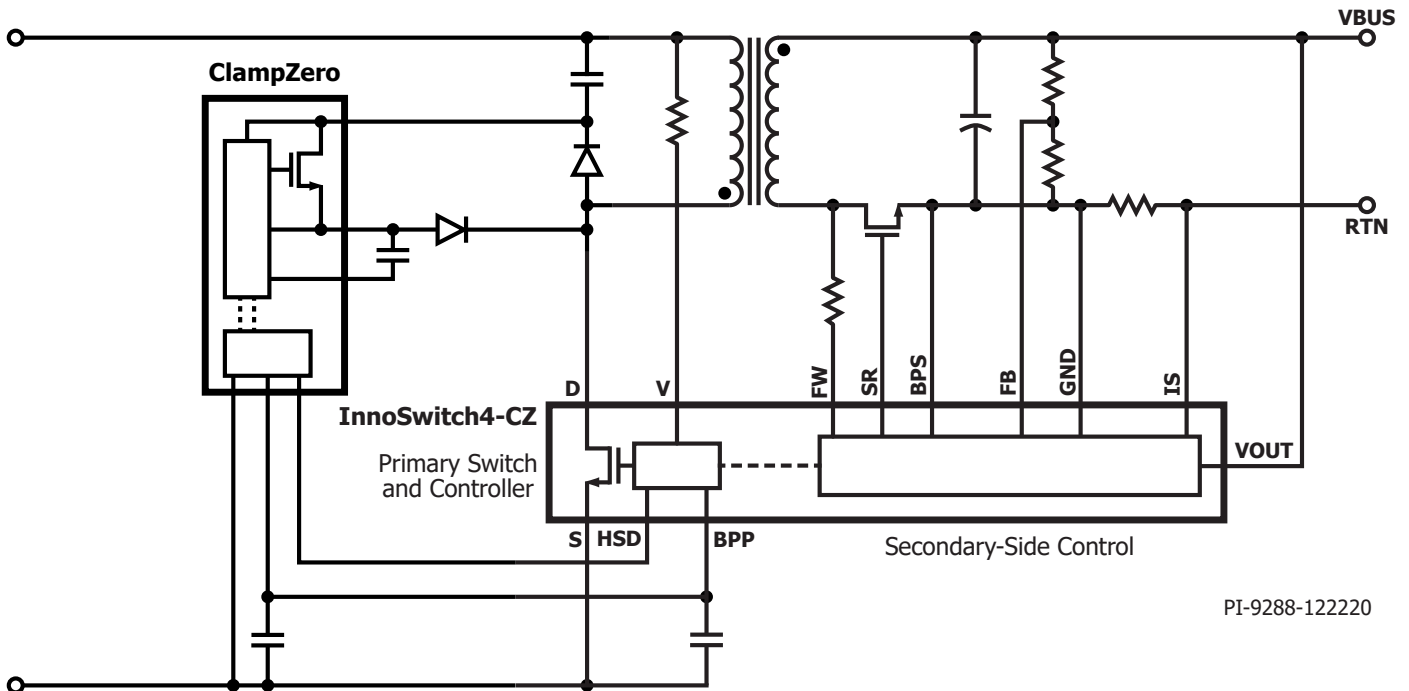 VBUS
ClampZero
RTN
D
V
FW
SR
BPS
FB
GND
IS
InnoSwitch4-CZ
VOUT
Primary Switch
and Controller
S
HSD
BPP
Secondary-Side Control
PI-9288-122220